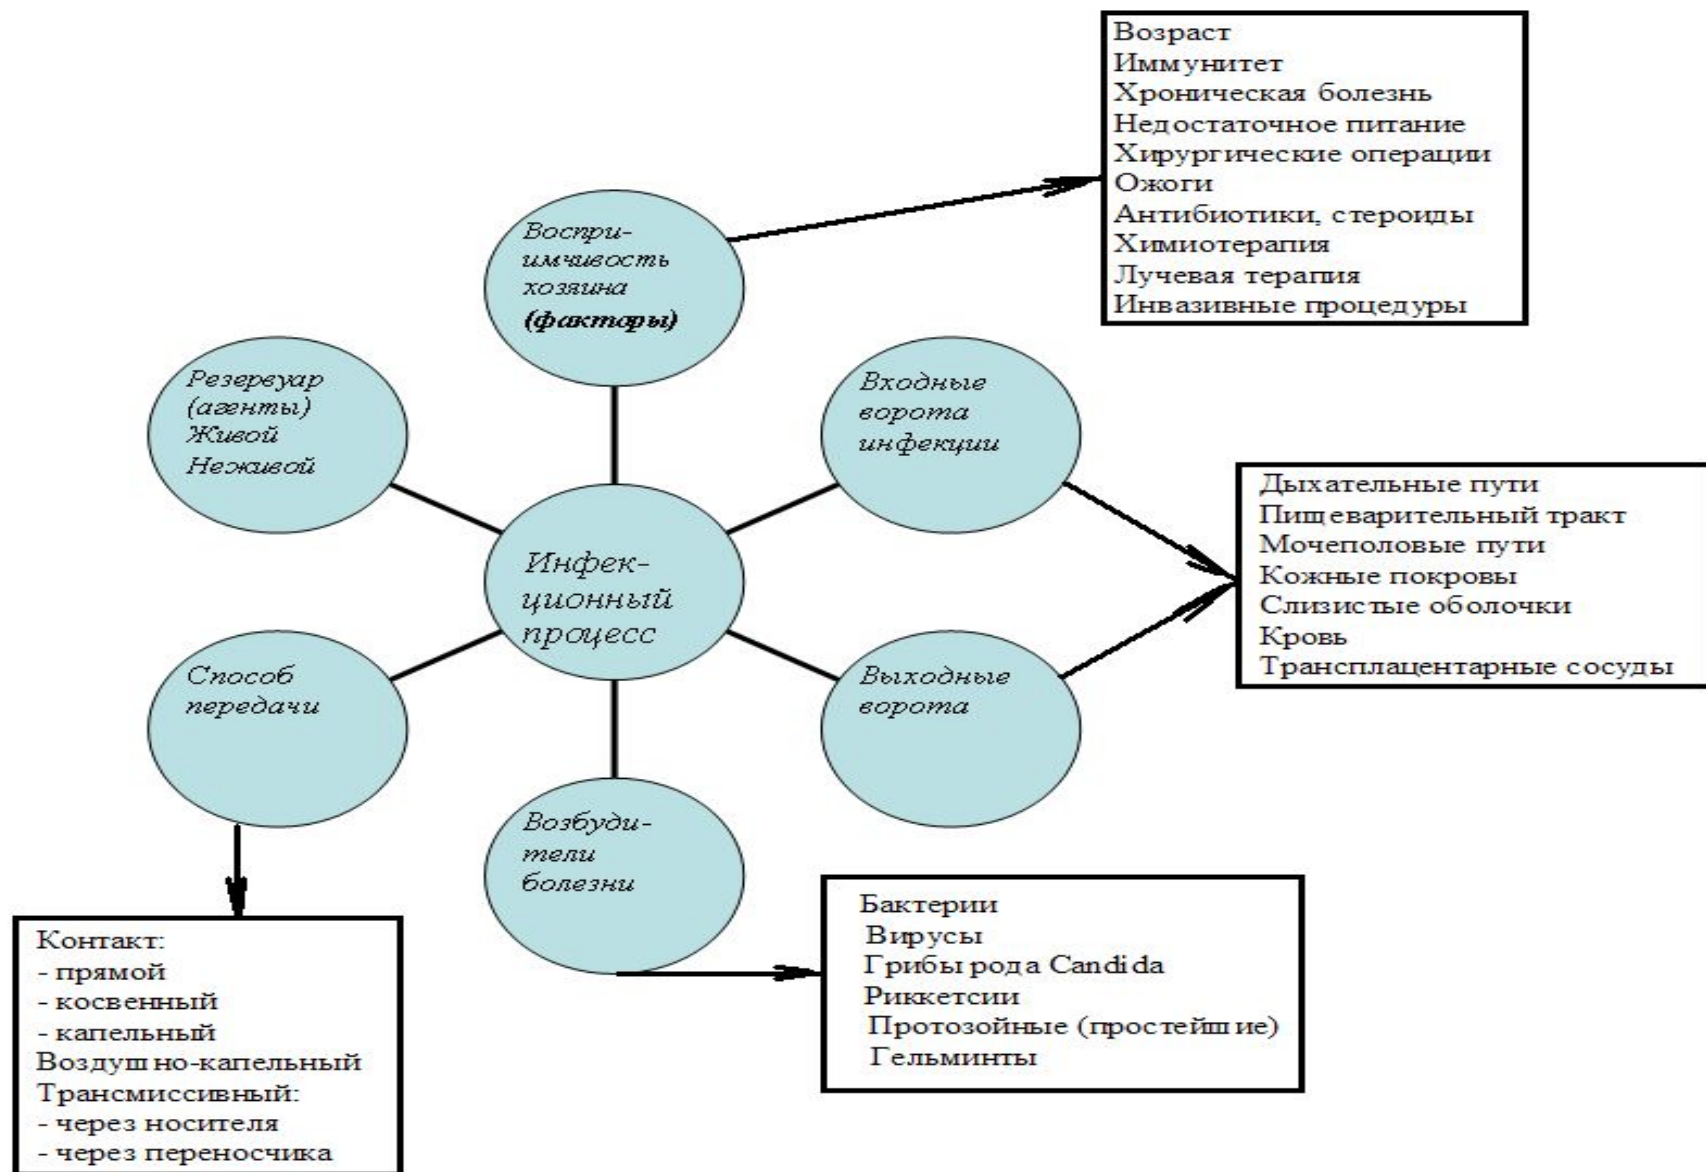 Возраст
Иммунитет
Хроническая болезнь
Недостаточное питание
Хирургические операции
Ожоги
Антибиотики, стероиды
Химиотерапия
Лучевая терапия
Инвазивные процедуры
Воспри-
имчивость
хозяина
(факторы)
Резервуар
(агенты)
Живой
Неживой
Входные
ворота
инфекции
Инфек-
ционный
процесс
Дыхательные пути
Пищеварительный тракт
Мочеполовые пути
Кожные покровы
Слизистые оболочки
Кровь
Трансплацентарные сосуды
Способ
передачи
Выходные
ворота
Возбуди-
тели
болезни
Контакт:
- прямой
- косвенный
- капельный
Воздушно-капельный
Трансмиссивный:
- через носителя
- через переносчика
Бактерии
Вирусы
Грибы рода Candida
Риккетсии
Протозойные (простейшие)
Гельминты